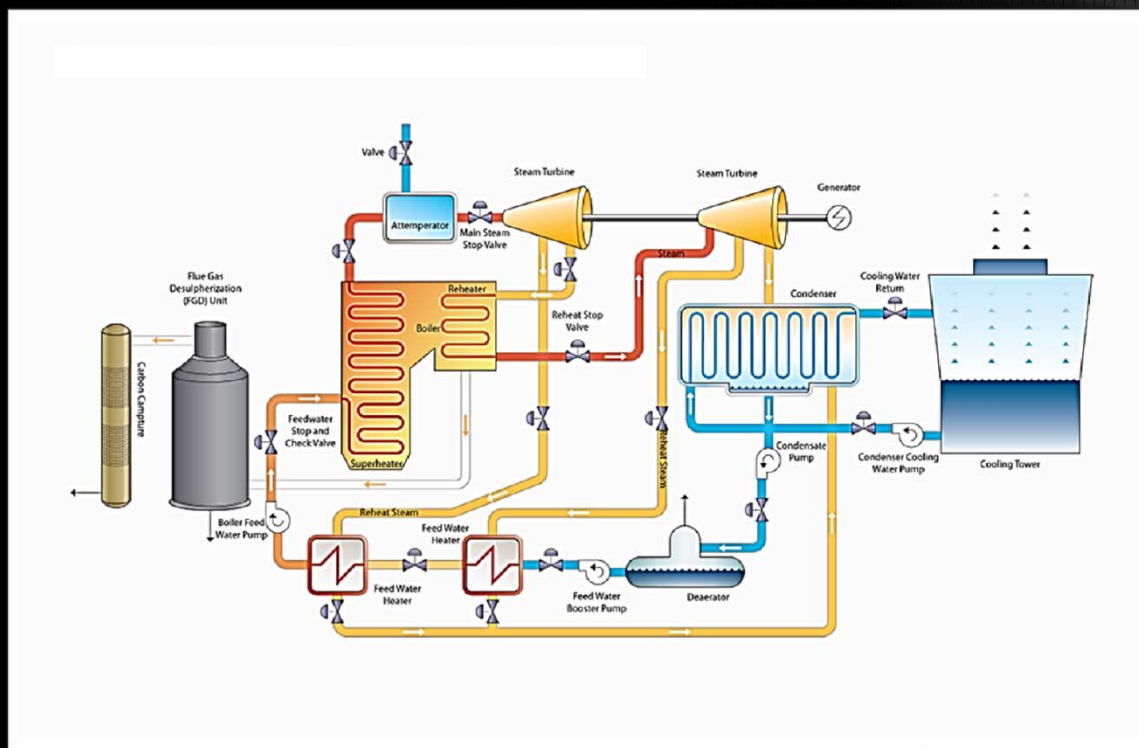 Valve
Steam Turbine
Steam Turbine
Generator
Attemperator
Main Steam
Stop Valve
Steam
Flue Gas
Desulpherization
(FGD) Unit
Reheater
Boiler
Reheat Stop
Valve
Condenser
Cooling Water
Return
Carbon Campture
Feedwater
Stop and
Check Valve
Superheater
Reheat Steam
Condensate
Pump
Condenser Cooling
Water Pump
Cooling Tower
Boiler Feed
Water Pump
Reheat Steam
Feed Water
Heater
Feed Water
Heater
Feed Water
Booster Pump
Deaerator